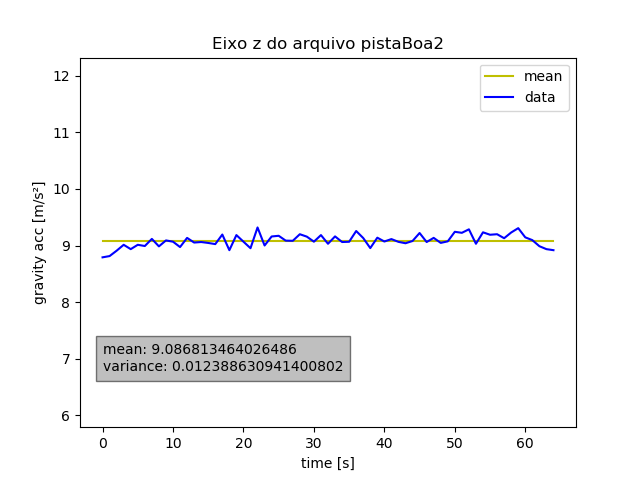 Eixo z do arquivo pistaBoa2
mean
data
gravity acc [m/s²]
12
11
10
9
8
7
6
mean: 9.086813464026486
variance: 0.012388630941400802
0 10 20 30 40 50 60
time [s]